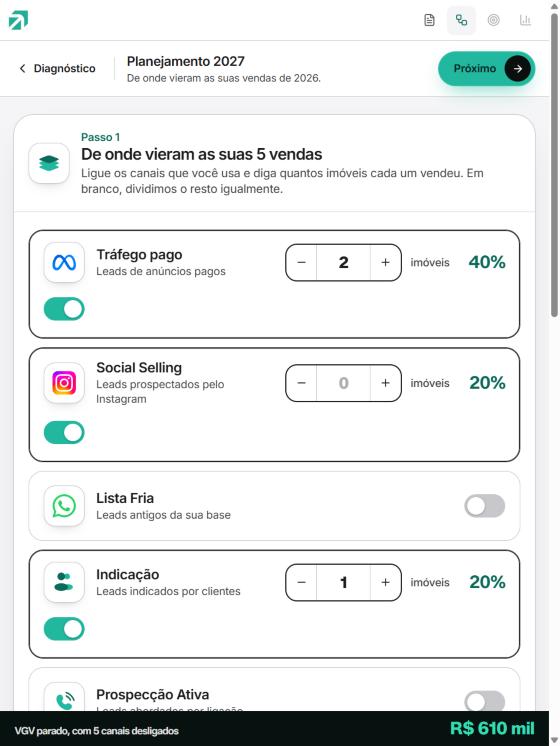 Diagnóstico
Planejamento 2027
De onde vieram as suas vendas de 2026.
Próximo
Passo 1
De onde vieram as suas 5 vendas
Ligue os canais que você usa e diga quantos imóveis cada um vendeu. Em
branco, dividimos o resto igualmente.
Tráfego pago
Leads de anúncios pagos
− 2 + imóveis 40%
Social Selling
Leads prospectados pelo
Instagram
− 0 + imóveis 20%
Lista Fria
Leads antigos da sua base
Indicação
Leads indicados por clientes
− 1 + imóveis 20%
Prospecção Ativa
Leads abordados por ligação
VGV parado, com 5 canais desligados
R$ 610 mil